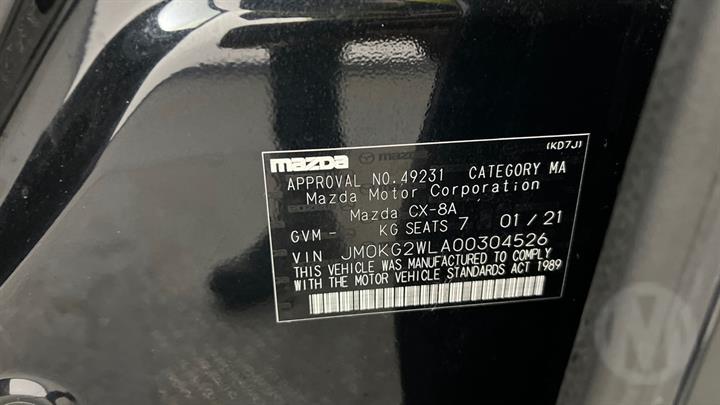 (KD7J)
mazda
APPROVAL NO.49231 CATEGORY MA
Mazda Motor Corporation
Mazda CX-8A
GVM - KG SEATS 7 01/21
VIN JM0KG2WLA00304526
THIS VEHICLE WAS MANUFACTURED TO COMPLY
WITH THE MOTOR VEHICLE STANDARDS ACT 1989
M